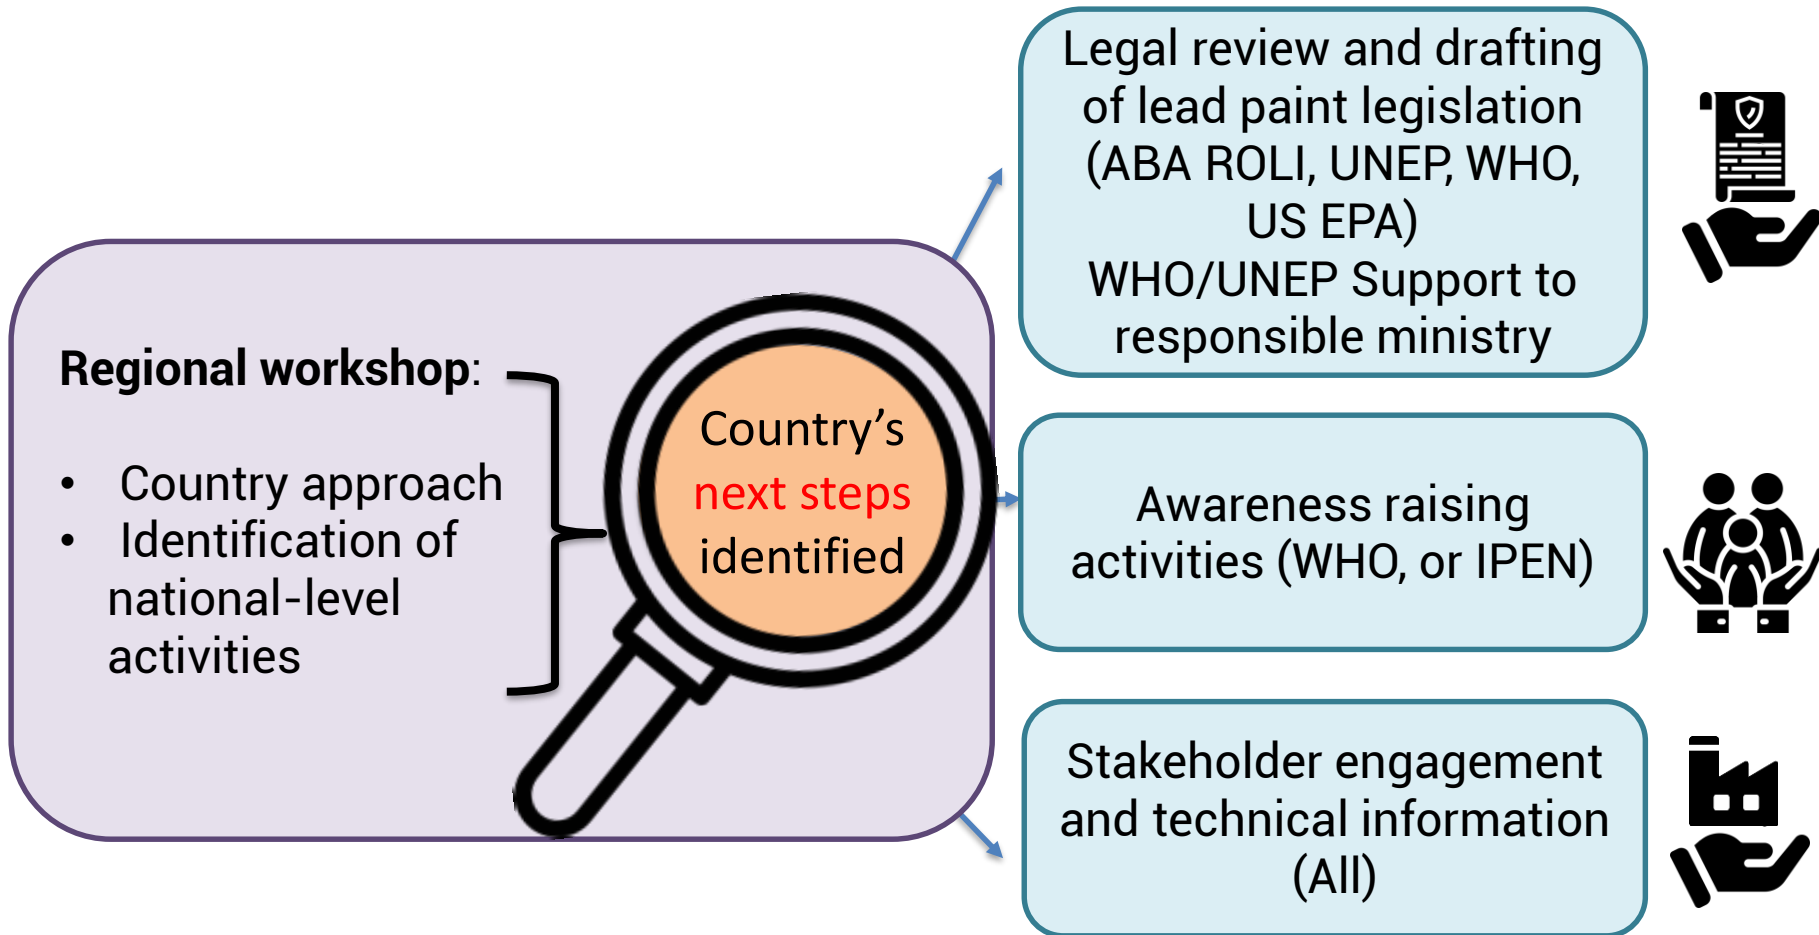 Regional workshop:
• Country approach
• Identification of
national-level
activities
Country's
next steps
identified
Legal review and drafting
of lead paint legislation
(ABA ROLI, UNEP, WHO,
US EPA)
WHO/UNEP Support to
responsible ministry
Awareness raising
activities (WHO, or IPEN)
Stakeholder engagement
and technical information
(All)